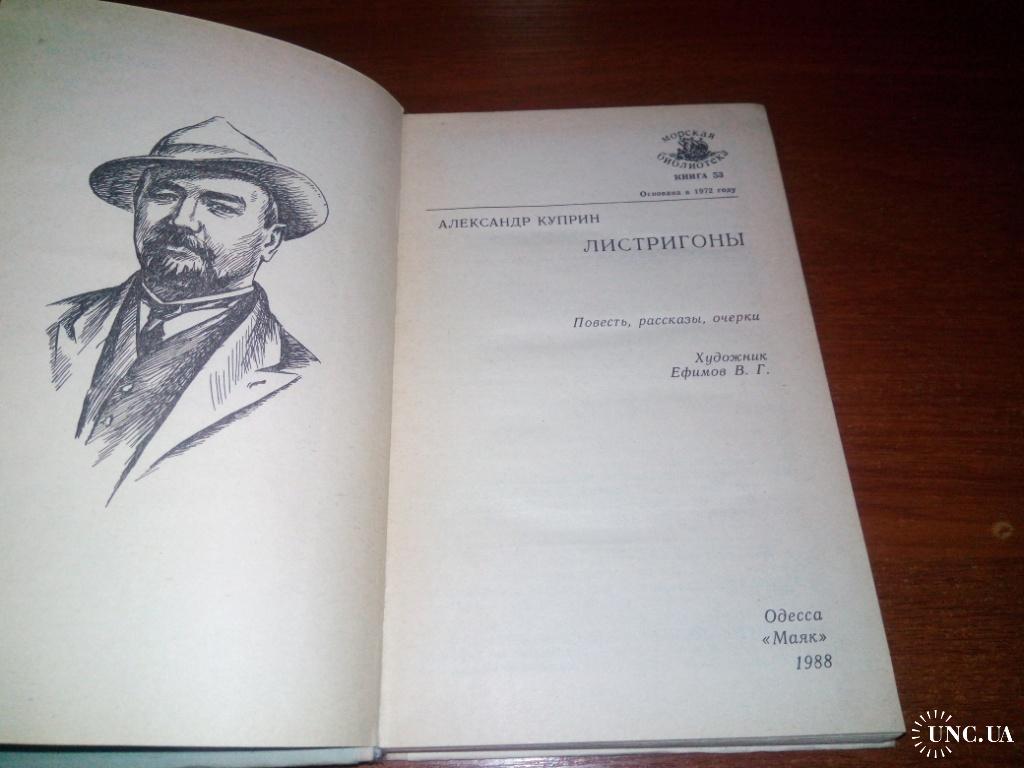 морская
библиотека
КНИГА 53
Основана в 1972 году
АЛЕКСАНДР КУПРИН
ЛИСТРИГОНЫ
Повесть, рассказы, очерки
Художник
Ефимов В. Г.
Одесса
«Маяк»
1988
UNC.UA